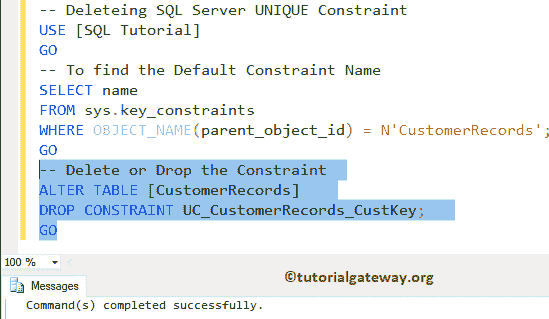 -- Deleteing SQL Server UNIQUE Constraint
USE [SQL Tutorial]
GO
-- To find the Default Constraint Name
SELECT name
FROM sys.key_constraints
WHERE OBJECT_NAME(parent_object_id) = N'CustomerRecords';
GO
-- Delete or Drop the Constraint
ALTER TABLE [CustomerRecords]
DROP CONSTRAINT UC_CustomerRecords_CustKey;
GO
100 %
©tutorialgateway.org
Messages
Command(s) completed successfully.